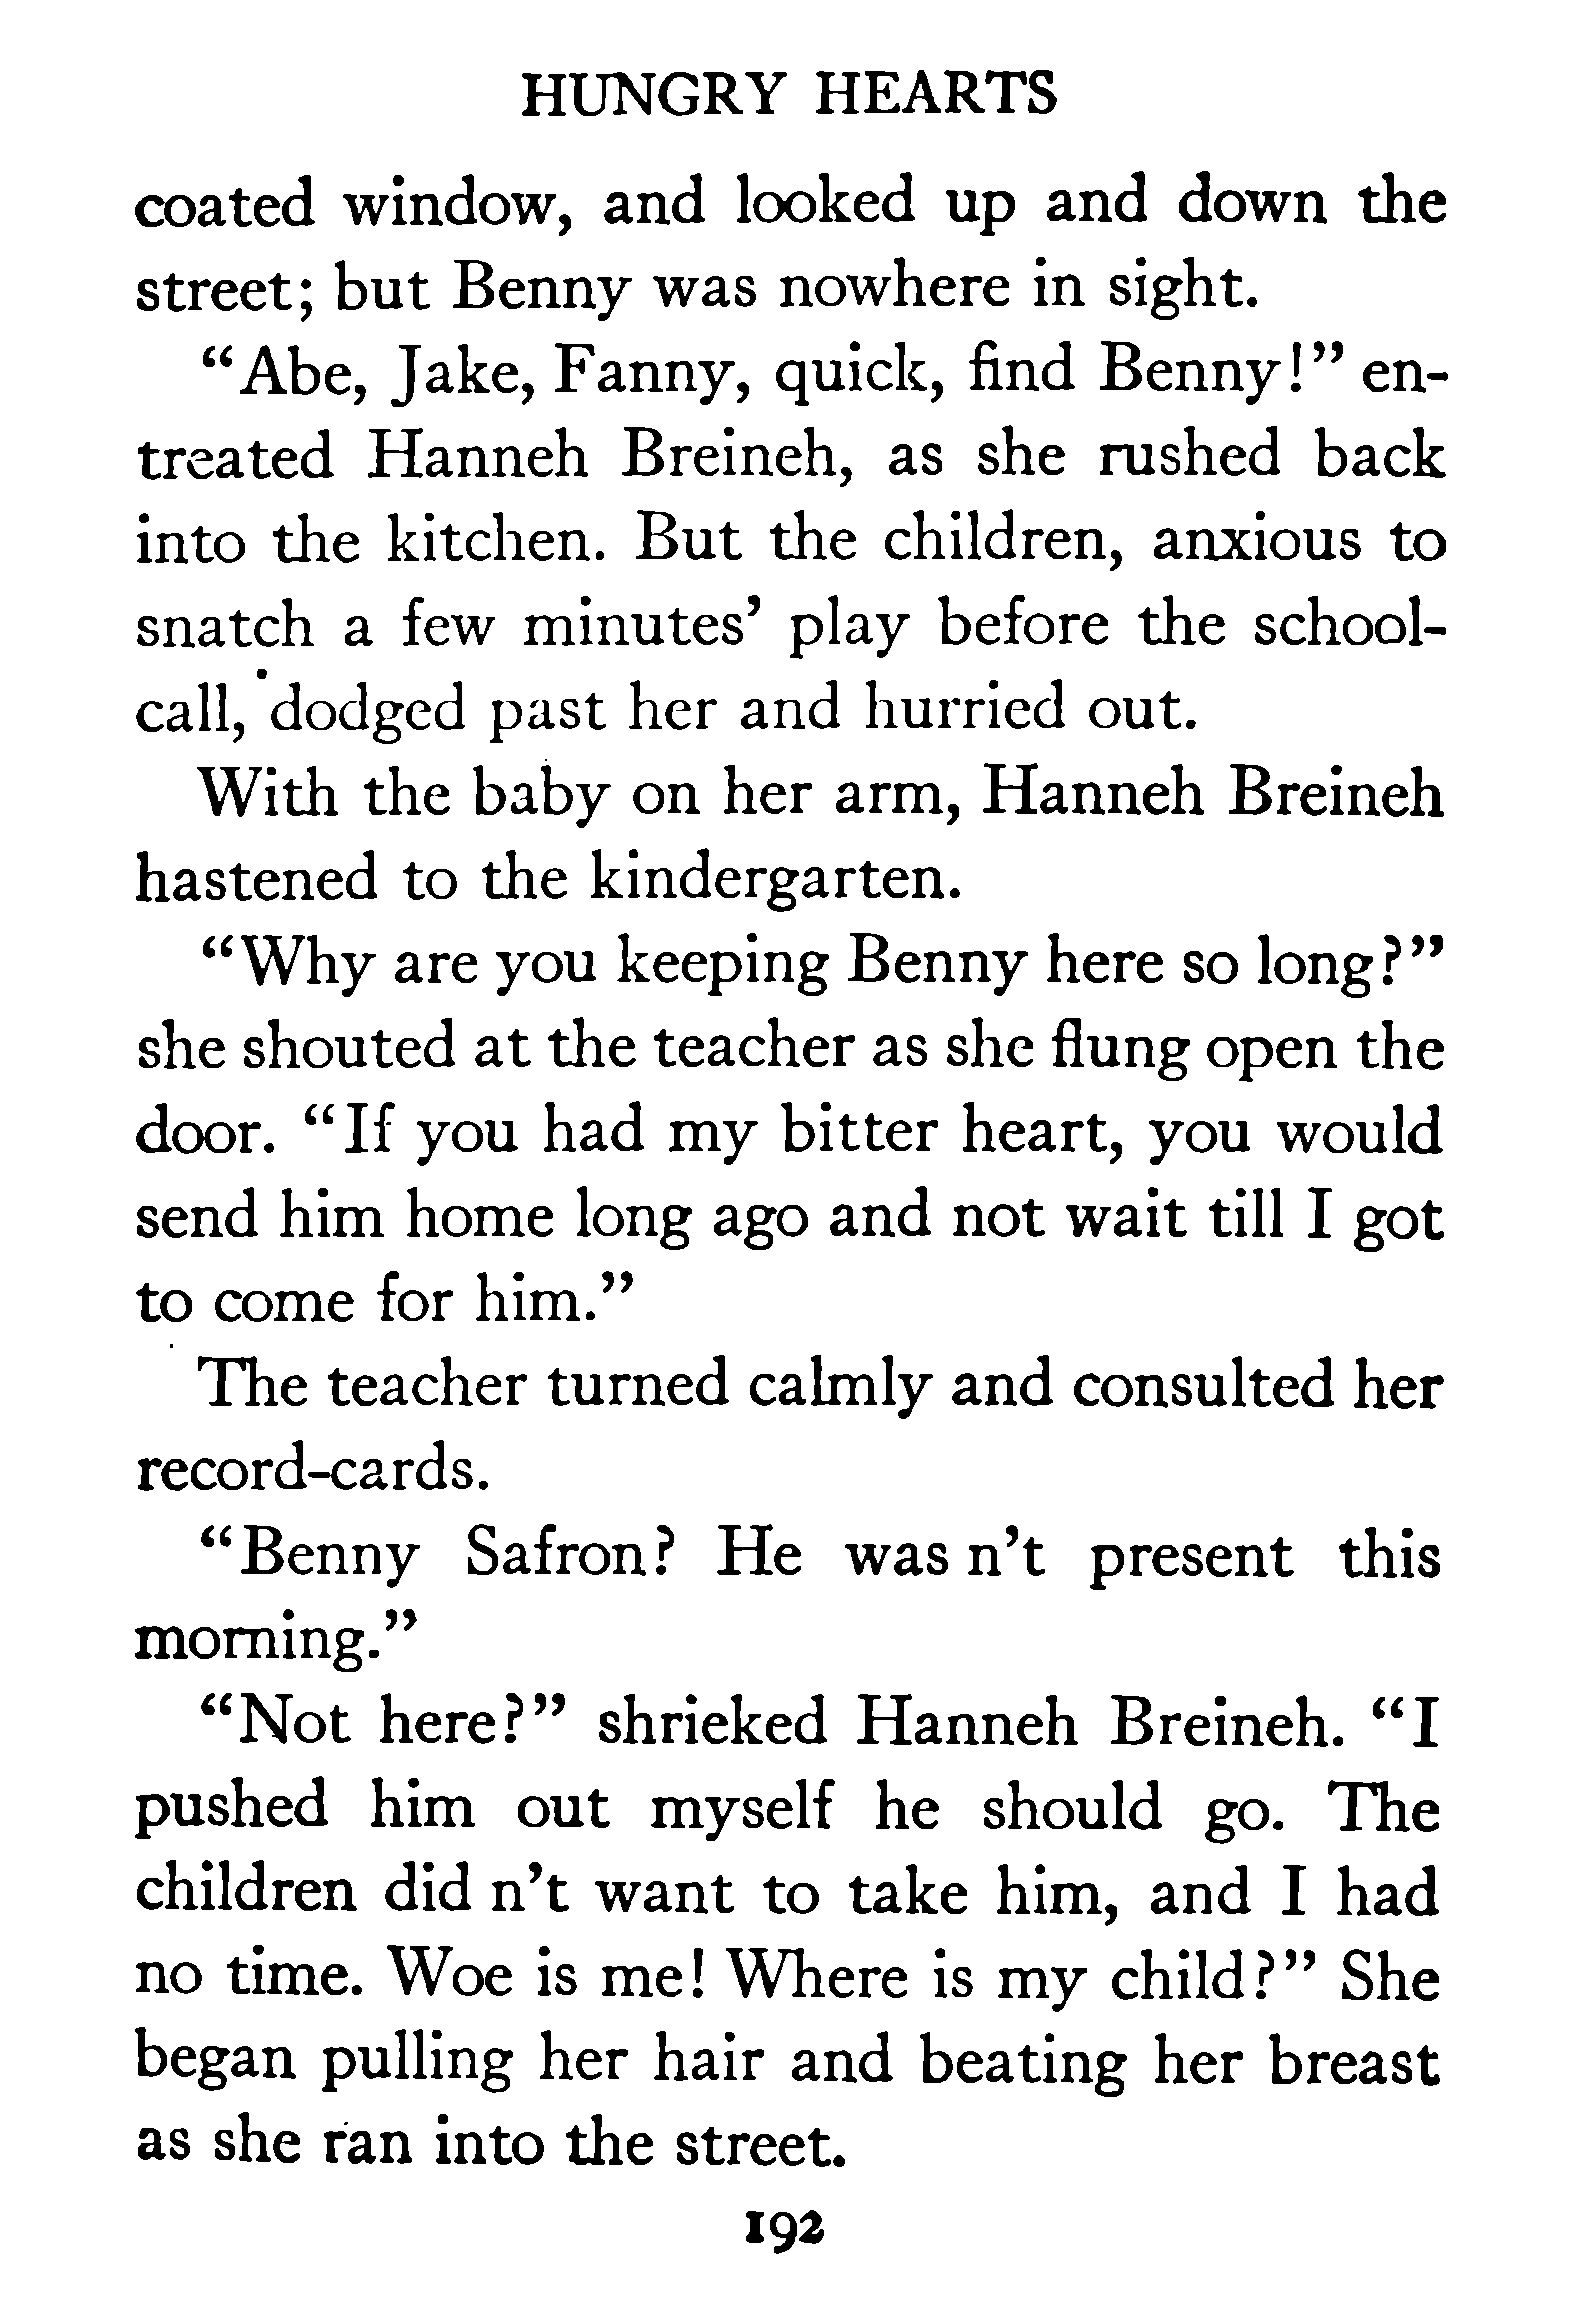 HUNGRY HEARTS
coated window, and looked up and down the
street; but Benny was nowhere in sight.
“Abe, Jake, Fanny, quick, find Benny!” en-
treated Hanneh Breineh, as she rushed back
into the kitchen. But the children, anxious to
snatch a few minutes’ play before the school-
call, dodged past her and hurried out.
With the baby on her arm, Hanneh Breineh
hastened to the kindergarten.
“Why are you keeping Benny here so long?”
she shouted at the teacher as she flung open the
door. “If you had my bitter heart, you would
send him home long ago and not wait till I got
to come for him.”
The teacher turned calmly and consulted her
record-cards.
“Benny Safron? He was n’t present this
morning.”
“Not here?” shrieked Hanneh Breineh. “I
pushed him out myself he should go. The
children did n’t want to take him, and I had
no time. Woe is me! Where is my child?” She
began pulling her hair and beating her breast
as she ran into the street.
192